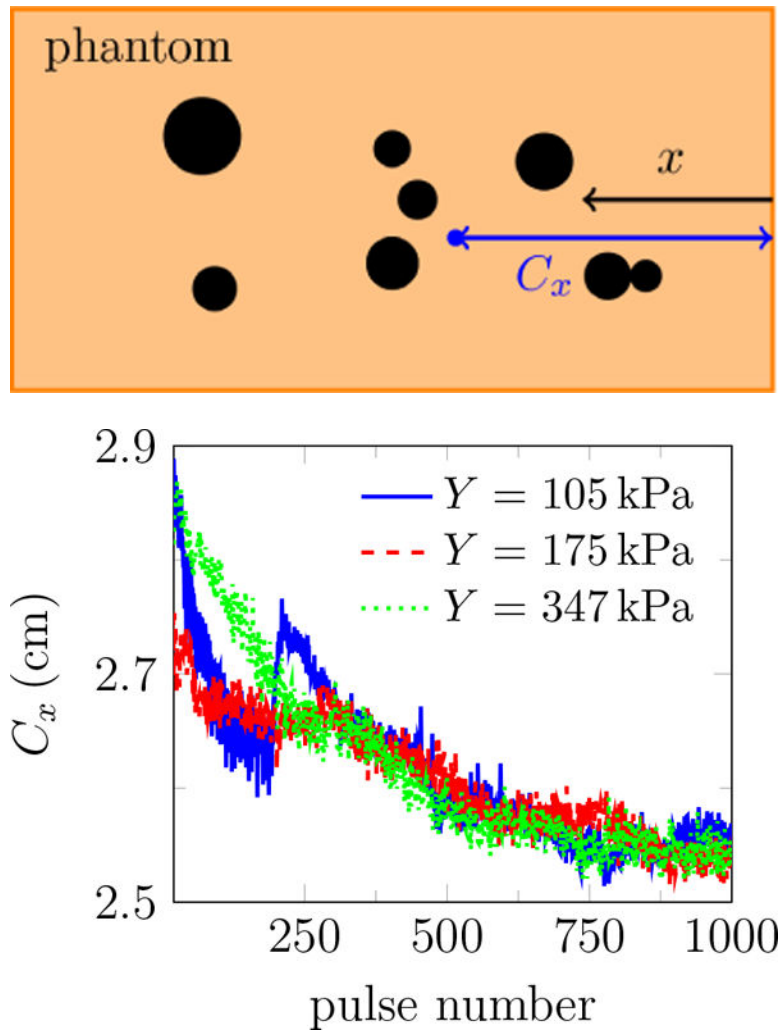 phantom
x
C_x
2.9
Y = 105 kPa
Y = 175 kPa
Y = 347 kPa
2.7
2.5
C_x (cm)
250 500 750 1000
pulse number